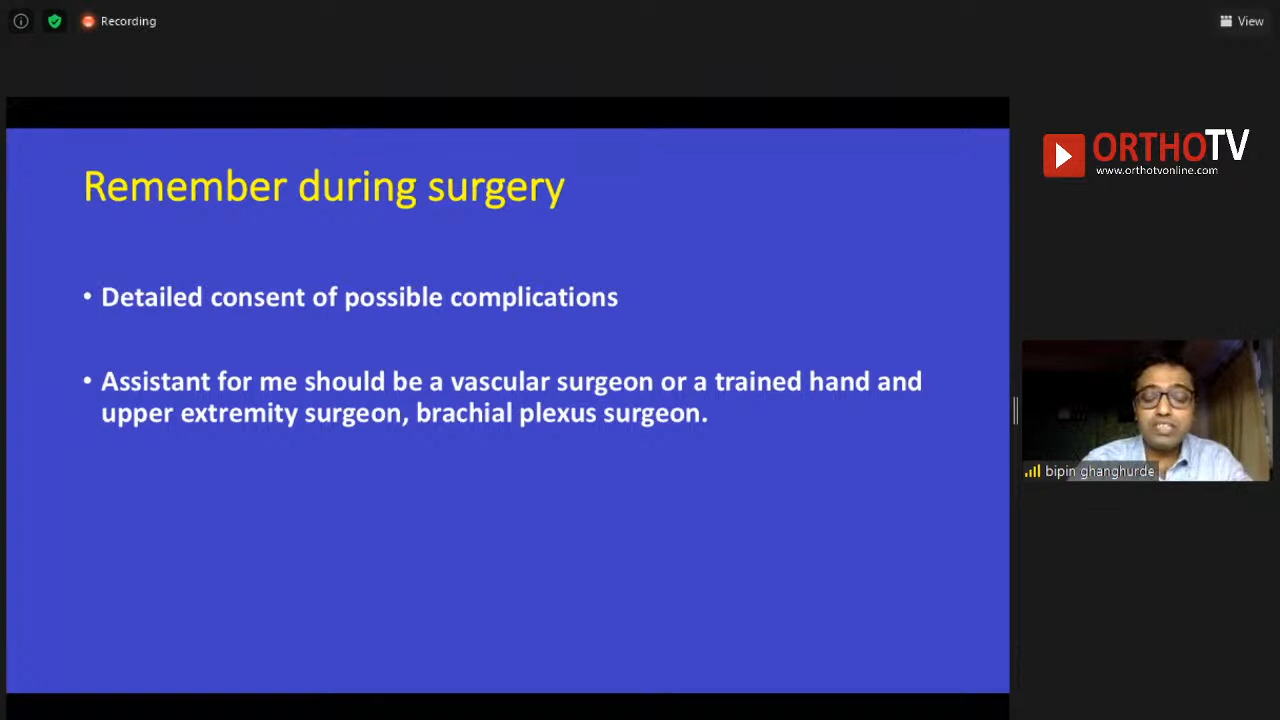 Recording
View
ORTHOTV
www.orthotvonline.com
Remember during surgery
• Detailed consent of possible complications
• Assistant for me should be a vascular surgeon or a trained hand and
upper extremity surgeon, brachial plexus surgeon.
bipin ghanghurde